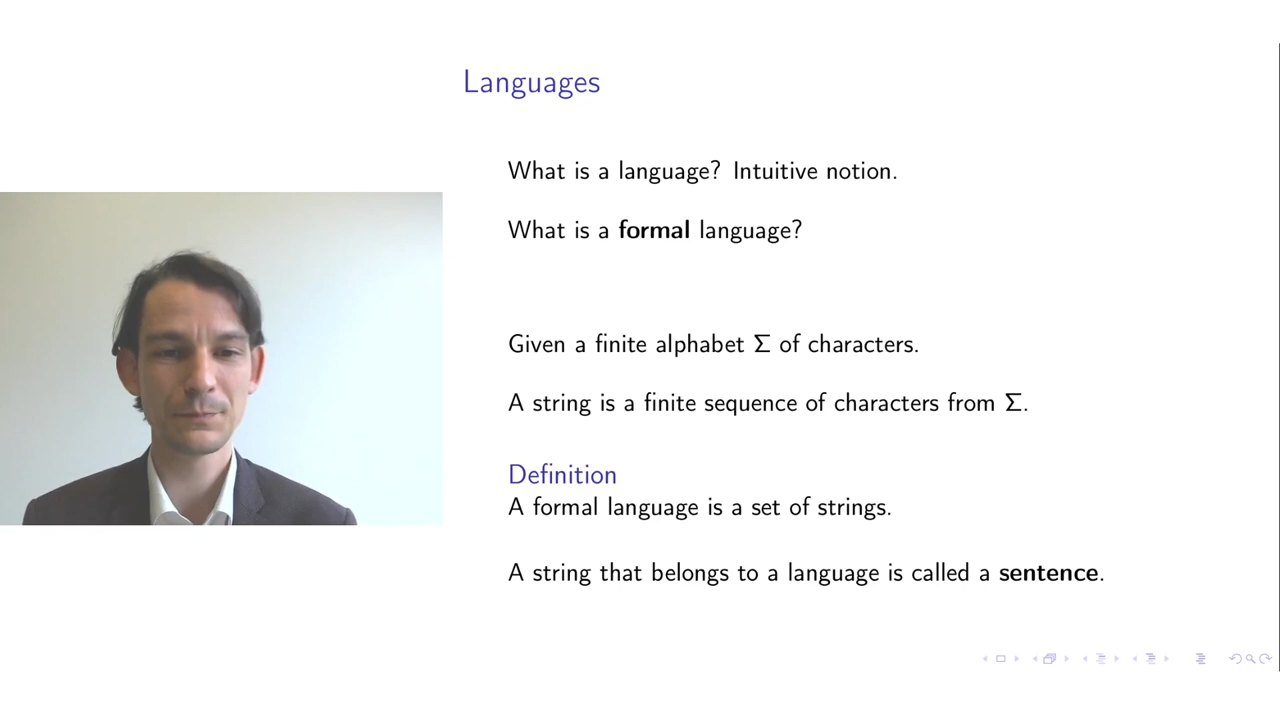 Languages
What is a language? Intuitive notion.
What is a formal language?
Given a finite alphabet Σ of characters.
A string is a finite sequence of characters from Σ.
Definition
A formal language is a set of strings.
A string that belongs to a language is called a sentence.